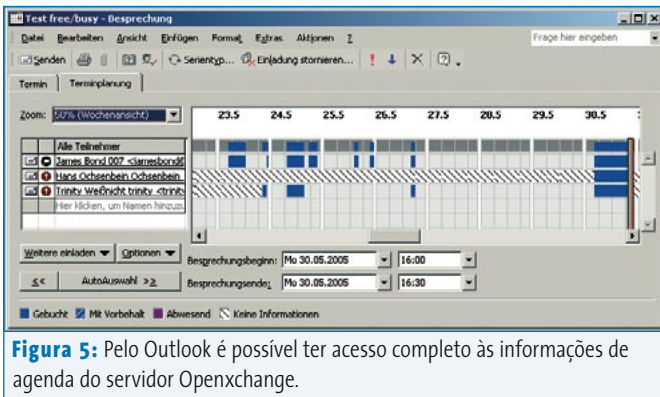 Test free/busy - Besprechung
Datei Bearbeiten Ansicht Einfügen Format Extras Aktionen ?
Frage hier eingeben
Senden Serientyp... Einladung stornieren...
Termin Terminplanung
Zoom: 50% (Wochenansicht)
23.5 24.5 25.5 26.5 27.5 28.5 29.5 30.5
Alle Teilnehmer
James Bond 007
Hans Ochsenbein Ochsenbein
Trinity Weißnicht trinity <trinity
Hier klicken, um Namen hinzuzu
Weitere einladen Optionen
Besprechungsbeginn: Mo 30.05.2005 16:00
<< AutoAuswahl >>
Besprechungsende: Mo 30.05.2005 16:30
Gebucht Mit Vorbehalt Abwesend Keine Informationen
Figura 5: Pelo Outlook é possível ter acesso completo às informações de
agenda do servidor Openxchange.